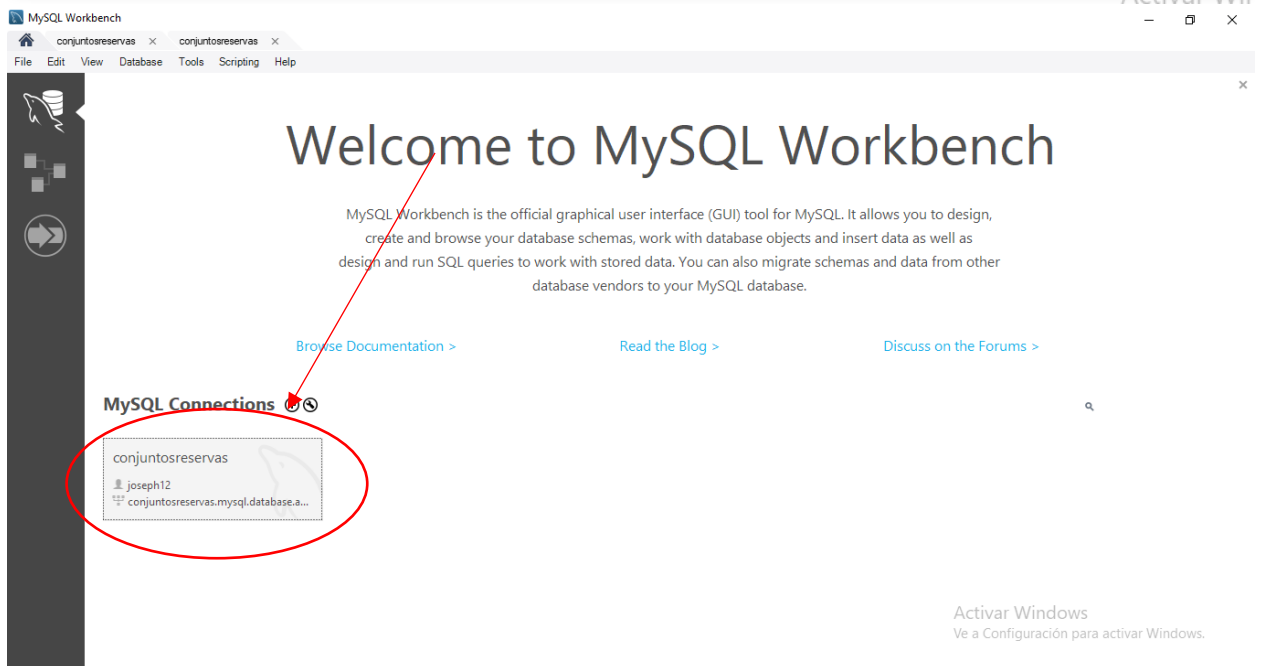 MySQL Workbench
conjuntosreservas × conjuntosreservas ×
File Edit View Database Tools Scripting Help
Welcome to MySQL Workbench
MySQL Workbench is the official graphical user interface (GUI) tool for MySQL. It allows you to design,
create and browse your database schemas, work with database objects and insert data as well as
design and run SQL queries to work with stored data. You can also migrate schemas and data from other
database vendors to your MySQL database.
Browse Documentation > Read the Blog > Discuss on the Forums >
MySQL Connections
conjuntosreservas
joseph12
conjuntosreservas.mysql.database.a...
Activar Windows
Ve a Configuración para activar Windows.